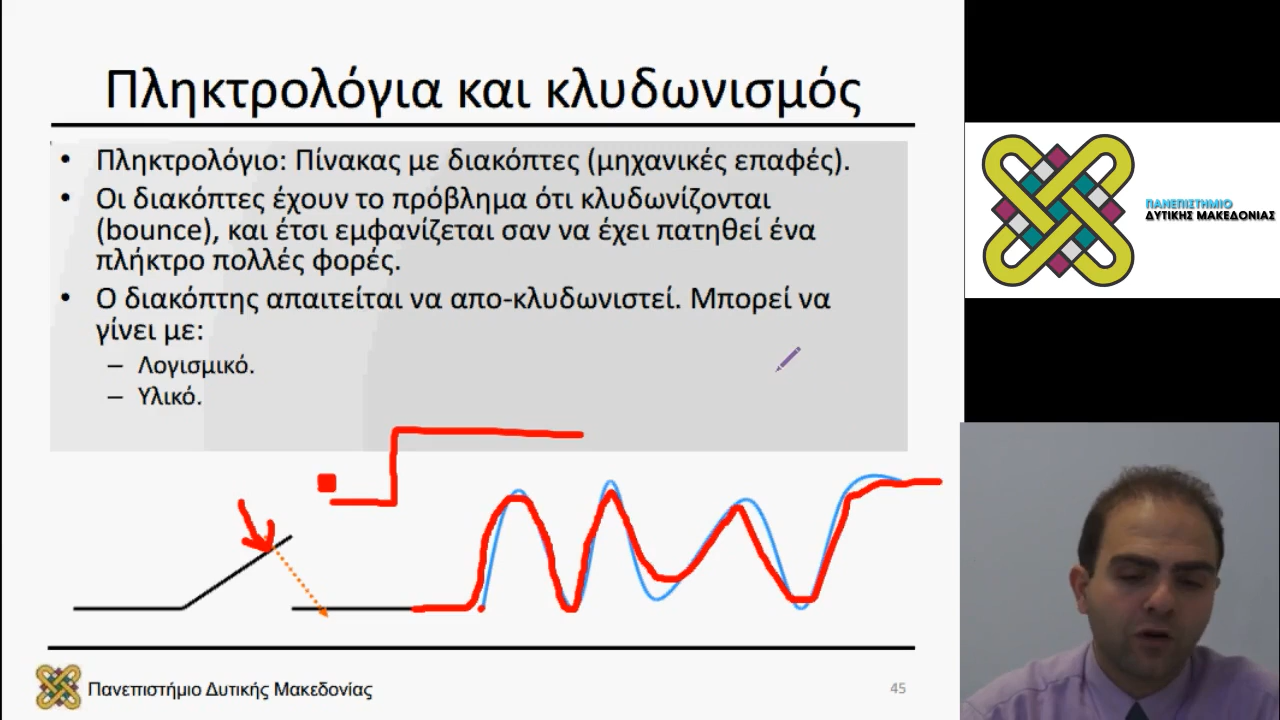 Πληκτρολόγια και κλυδωνισμός
• Πληκτρολόγιο: Πίνακας με διακόπτες (μηχανικές επαφές).
• Οι διακόπτες έχουν το πρόβλημα ότι κλυδωνίζονται
(bounce), και έτσι εμφανίζεται σαν να έχει πατηθεί ένα
πλήκτρο πολλές φορές.
• Ο διακόπτης απαιτείται να απο-κλυδωνιστεί. Μπορεί να
γίνει με:
– Λογισμικό.
– Υλικό.
Πανεπιστήμιο Δυτικής Μακεδονίας
45
ΠΑΝΕΠΙΣΤΗΜΙΟ
ΔΥΤΙΚΗΣ ΜΑΚΕΔΟΝΙΑΣ